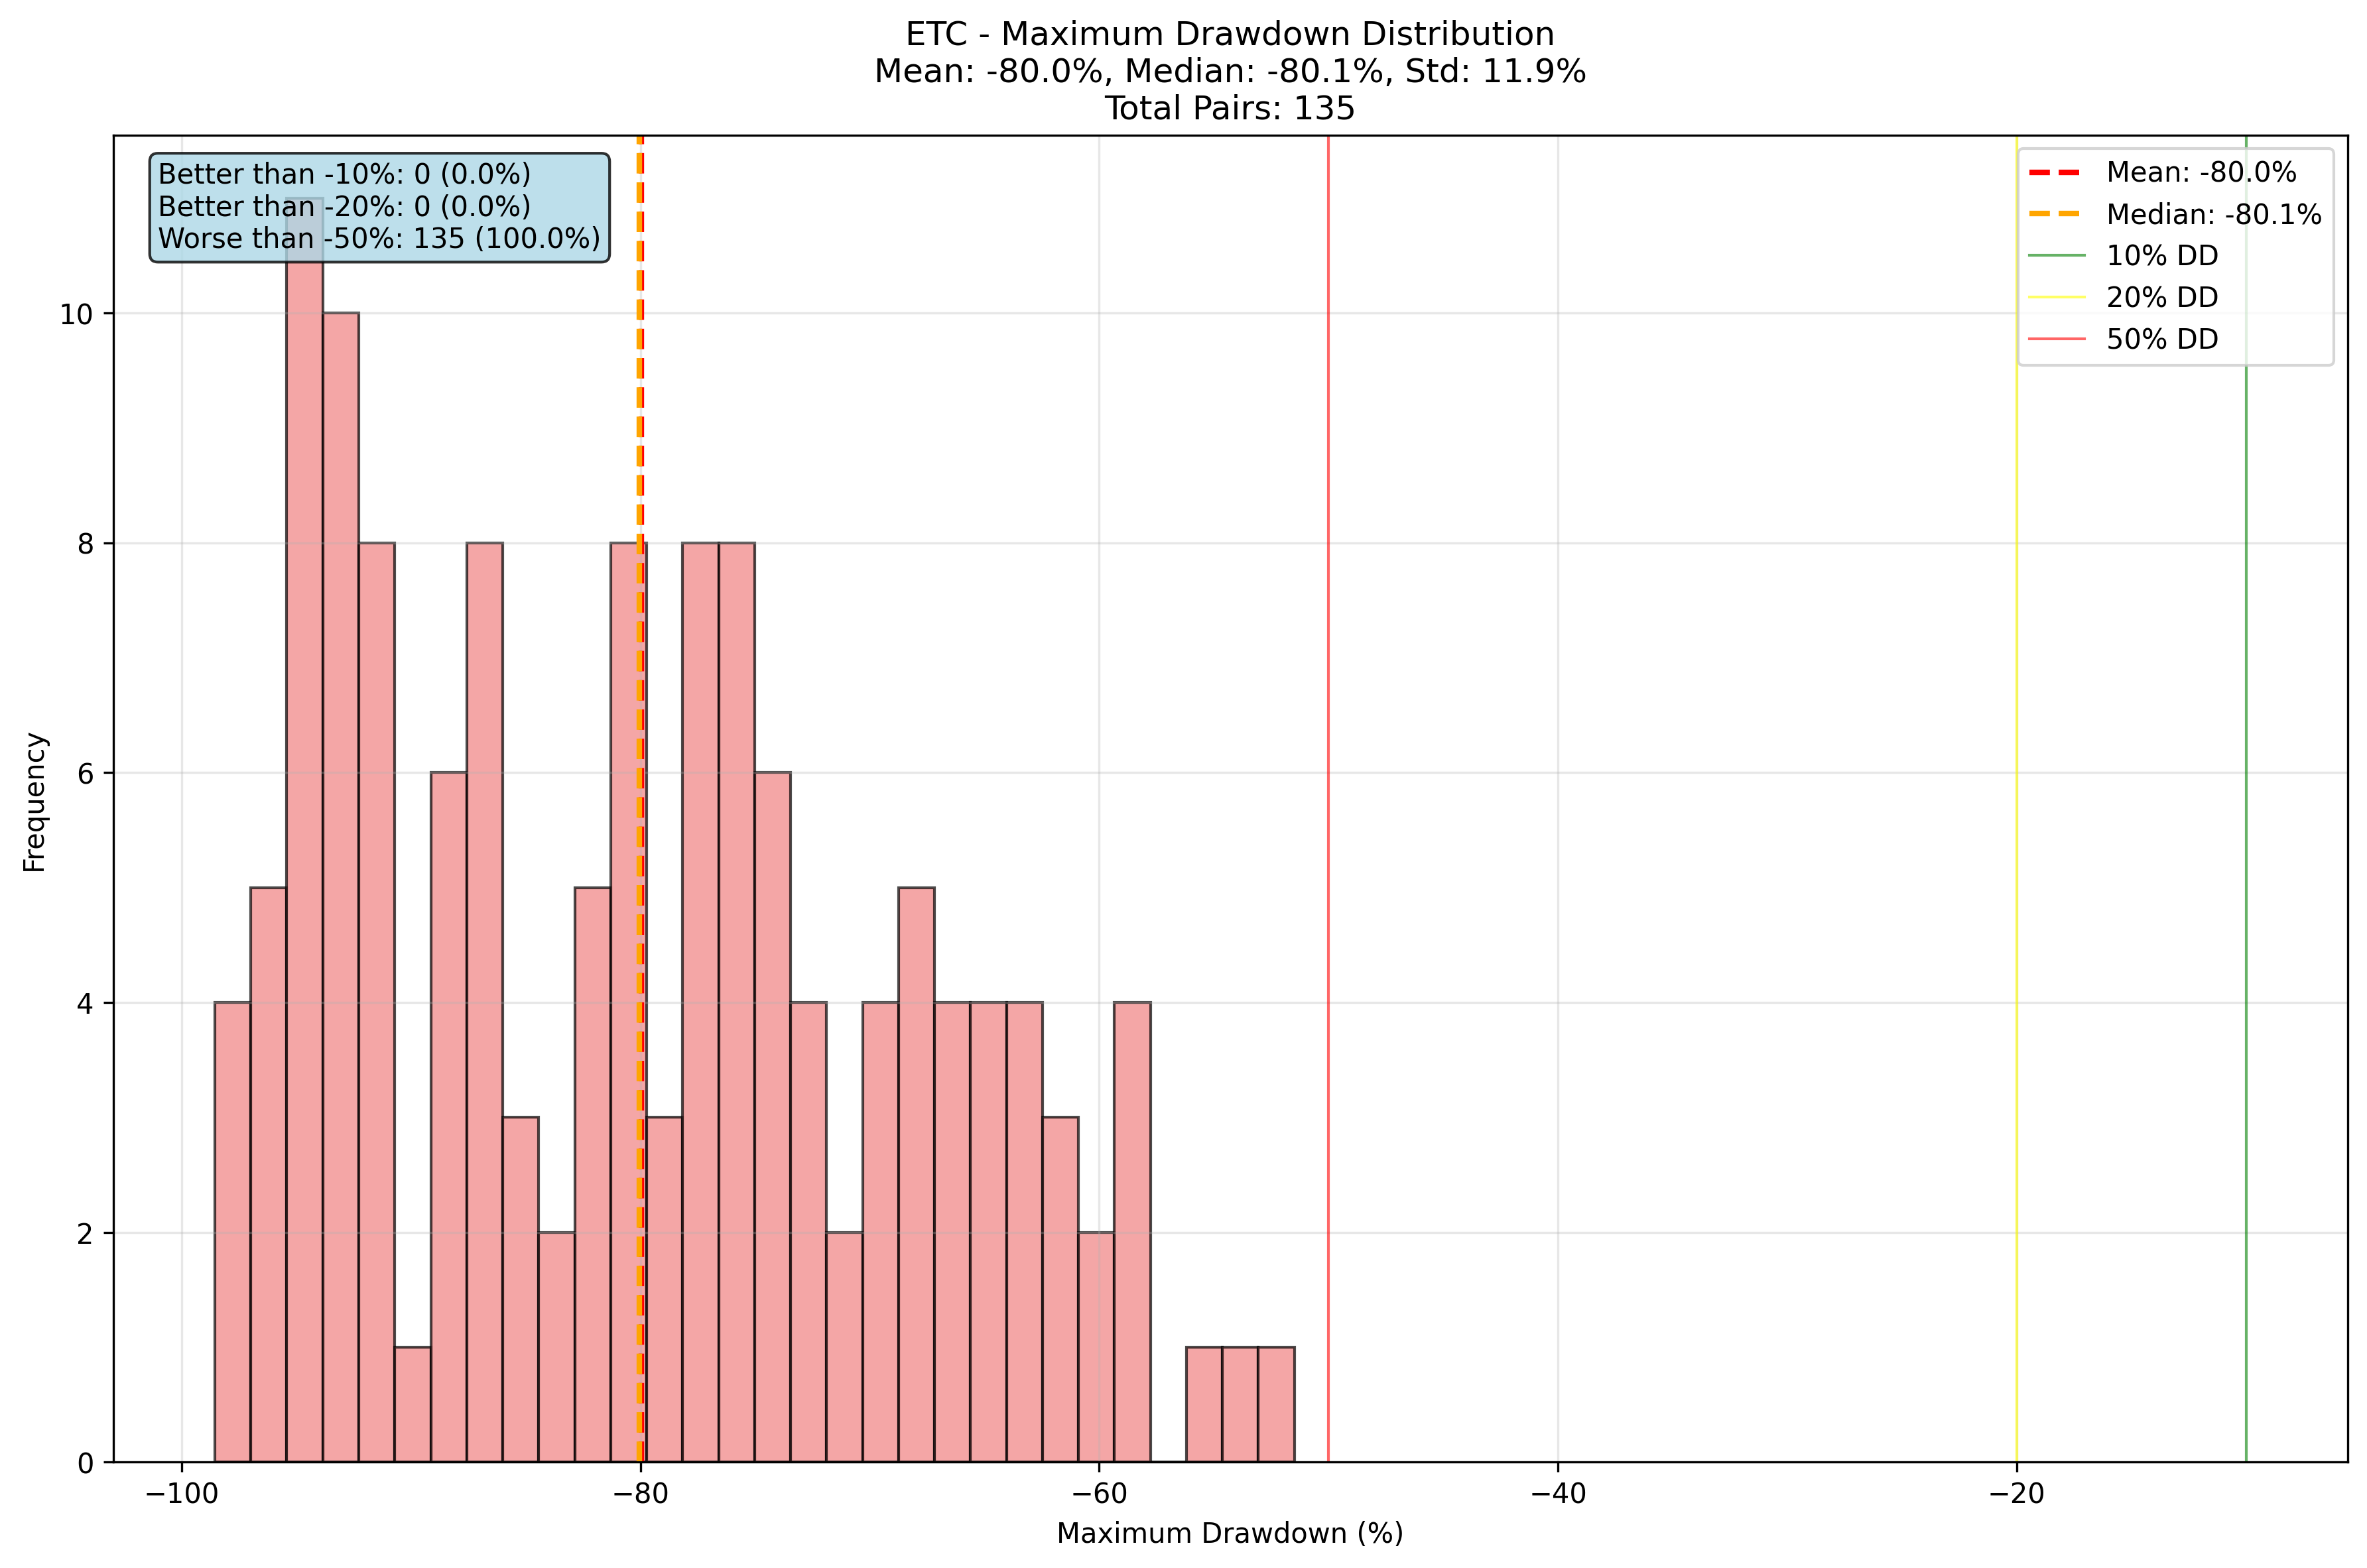 ETC - Maximum Drawdown Distribution
Mean: -80.0%, Median: -80.1%, Std: 11.9%
Total Pairs: 135
Better than -10%: 0 (0.0%)
Better than -20%: 0 (0.0%)
Worse than -50%: 135 (100.0%)
Mean: -80.0%
Median: -80.1%
10% DD
20% DD
50% DD
Frequency
10
8
6
4
2
0
−100
−80
−60
−40
−20
Maximum Drawdown (%)